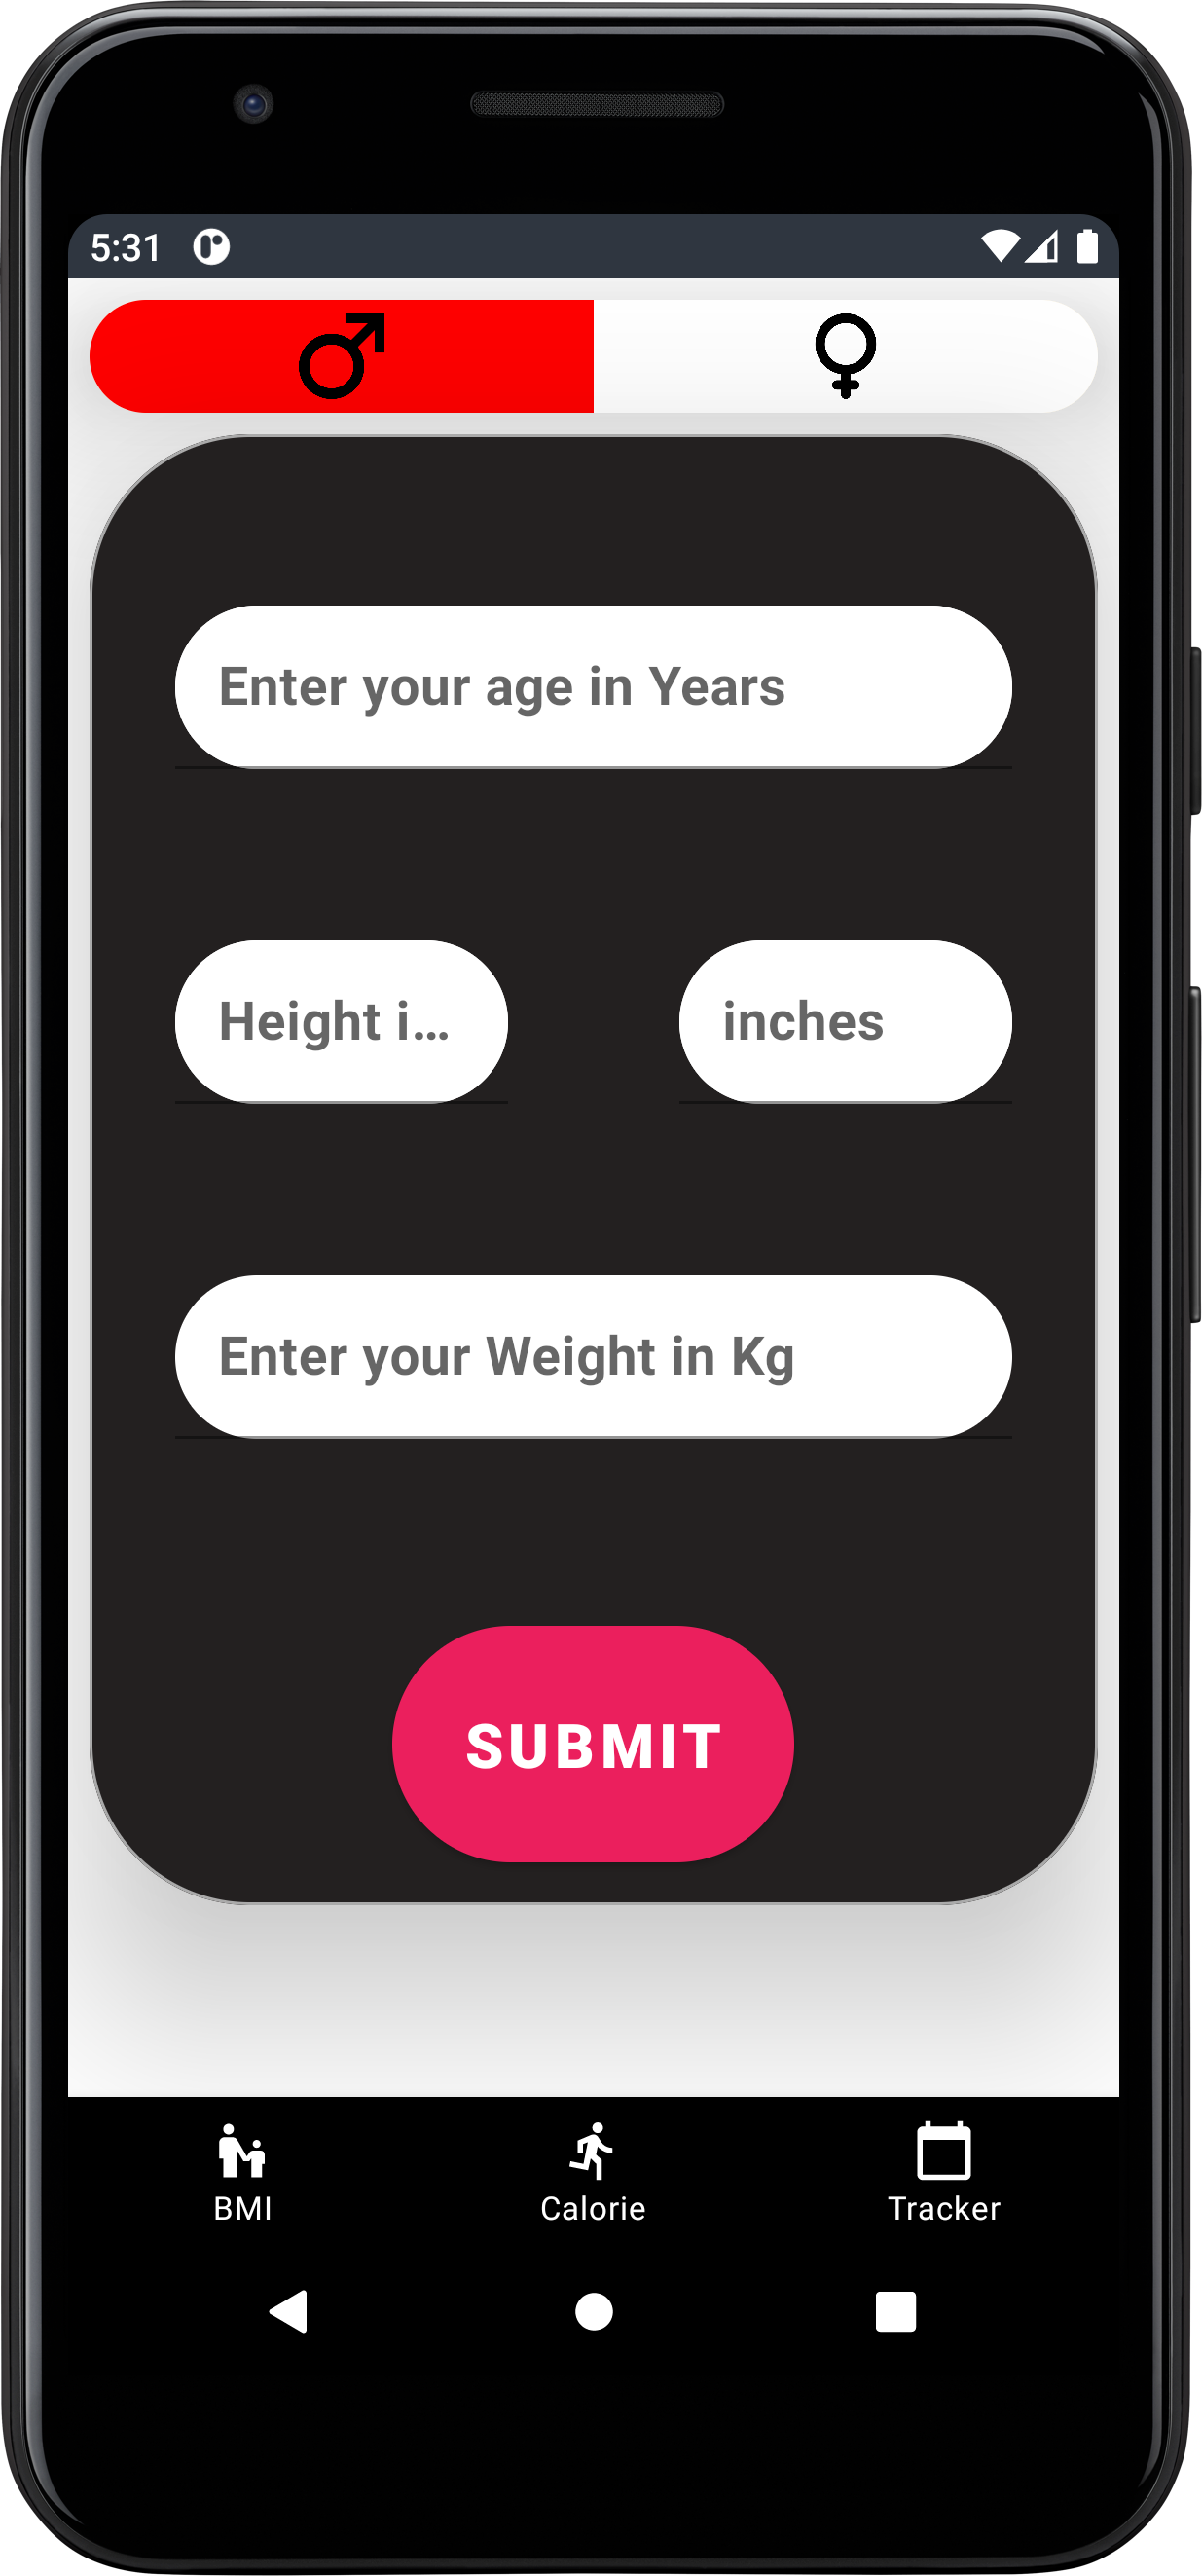 5:31
Enter your age in Years
Height i...
inches
Enter your Weight in Kg
SUBMIT
BMI
Calorie
Tracker